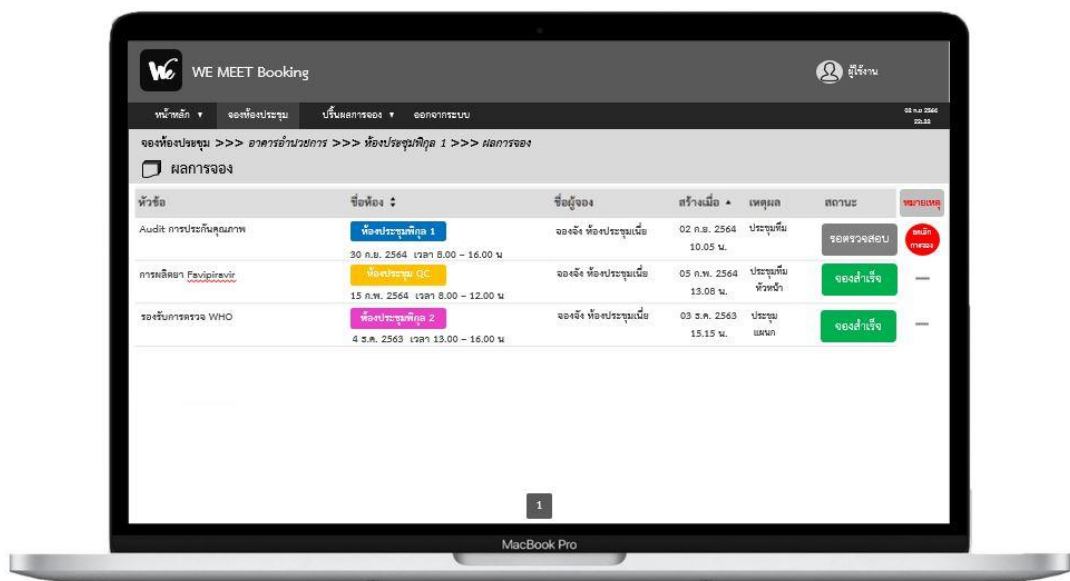 We WE MEET Booking
ผู้ใช้งาน
หน้าหลัก ▼ จองห้องประชุม ปริ้นผลการจอง ▼ ออกจากระบบ
02 ก.ย 2564
จองห้องประชุม >>> อาคารอำนวยการ >>> ห้องประชุมพิกุล 1 >>> ผลการจอง
ผลการจอง
หัวข้อ ชื่อห้อง ชื่อผู้จอง สร้างเมื่อ ▲ เหตุผล สถานะ หมายเหตุ
Audit การประกันคุณภาพ ห้องประชุมพิกุล 1 จองจัง ห้องประชุมเนี่ย 02 ก.ย. 2564 ประชุมทีม รอตรวจสอบ ยกเลิก
30 ก.ย. 2564 เวลา 8.00 – 16.00 น 10.05 น. การจอง
การผลิตยา Favipiravir ห้องประชุม QC จองจัง ห้องประชุมเนี่ย 05 ก.พ. 2564 ประชุมทีม จองสำเร็จ —
15 ก.พ. 2564 เวลา 8.00 – 12.00 น 13.08 น. หัวหน้า
รองรับการตรวจ WHO ห้องประชุมพิกุล 2 จองจัง ห้องประชุมเนี่ย 03 ธ.ค. 2563 ประชุม จองสำเร็จ —
4 ธ.ค. 2563 เวลา 13.00 – 16.00 น 15.15 น. แผนก
1
MacBook Pro